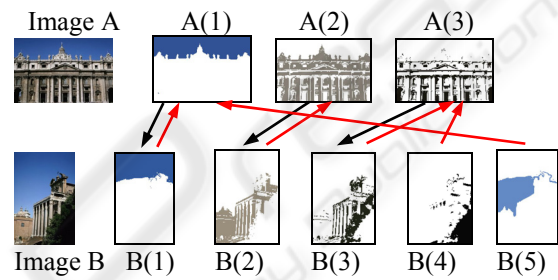 Image A A(1) A(2) A(3)
Image B B(1) B(2) B(3) B(4) B(5)